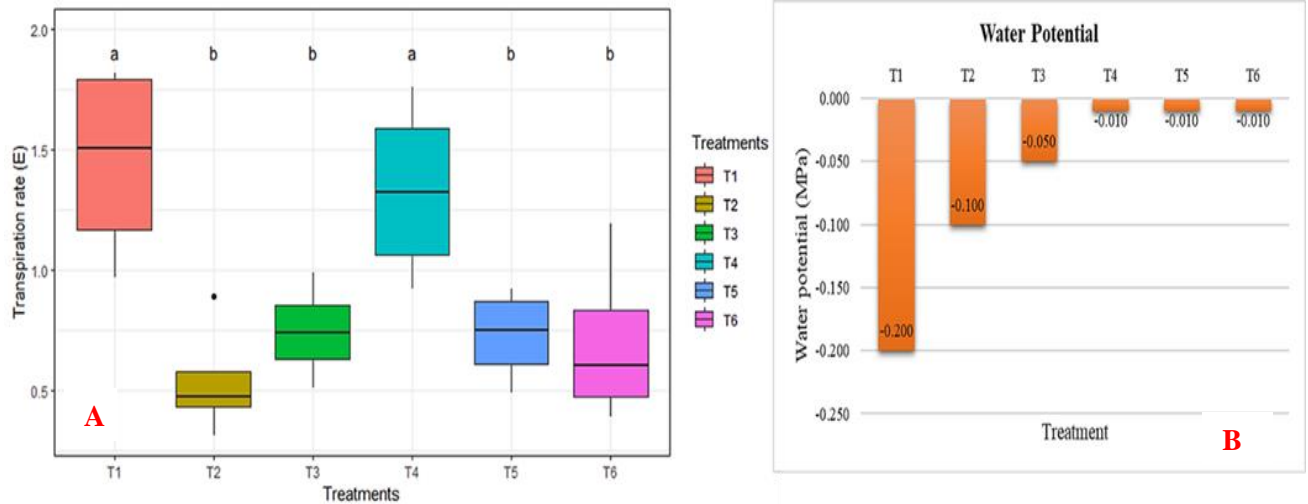 2.0
1.5
1.0
0.5
Transpiration rate (E)
a b b a b b
T1 T2 T3 T4 T5 T6
Treatments
A
Treatments
T1
T2
T3
T4
T5
T6
Water Potential
T1 T2 T3 T4 T5 T6
0.000
-0.050
-0.100
-0.150
-0.200
-0.250
Water potential (MPa)
-0.200
-0.100
-0.050
-0.010
-0.010
-0.010
Treatment
B